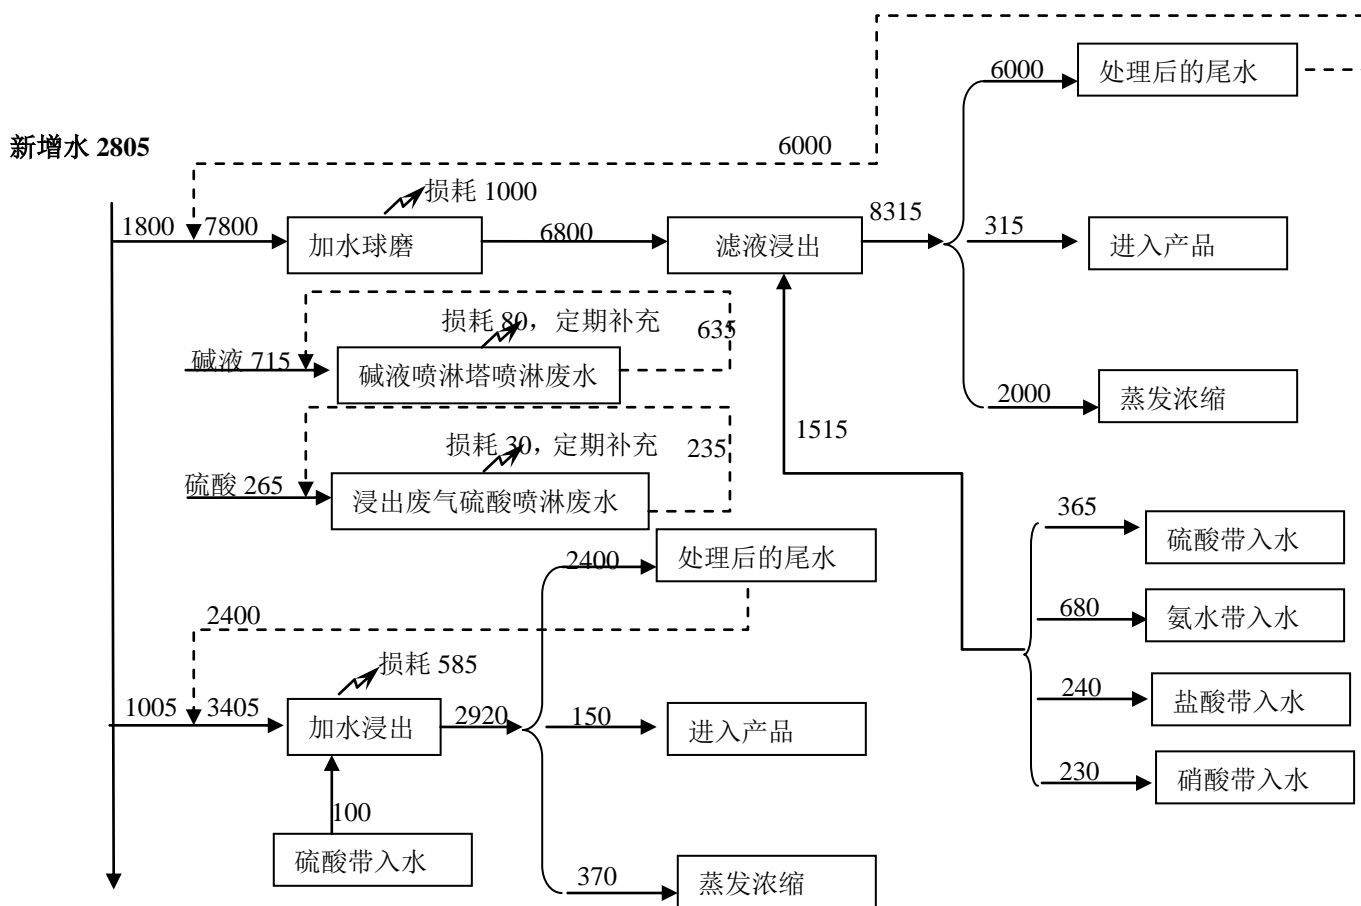 6000
处理后的尾水
新增水 2805
6000
损耗 1000
1800
7800
加水球磨
6800
滤液浸出
8315
315
进入产品
损耗 80，定期补充
635
碱液 715
碱液喷淋塔喷淋废水
2000
蒸发浓缩
1515
损耗 30，定期补充
235
硫酸 265
浸出废气硫酸喷淋废水
365
硫酸带入水
2400
处理后的尾水
2400
680
氨水带入水
损耗 585
1005
3405
加水浸出
2920
150
进入产品
240
盐酸带入水
230
硝酸带入水
100
硫酸带入水
370
蒸发浓缩